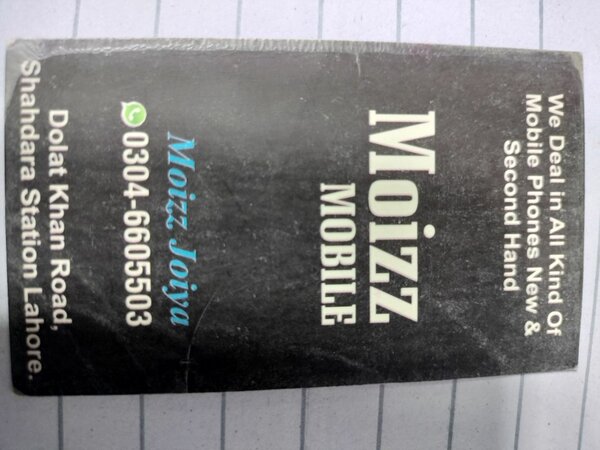 We Deal in All Kind Of
Mobile Phones New &
Second Hand
Moizz
MOBILE
Moizz Joiya
0304-6605503
Dolat Khan Road,
Shahdara Station Lahore.